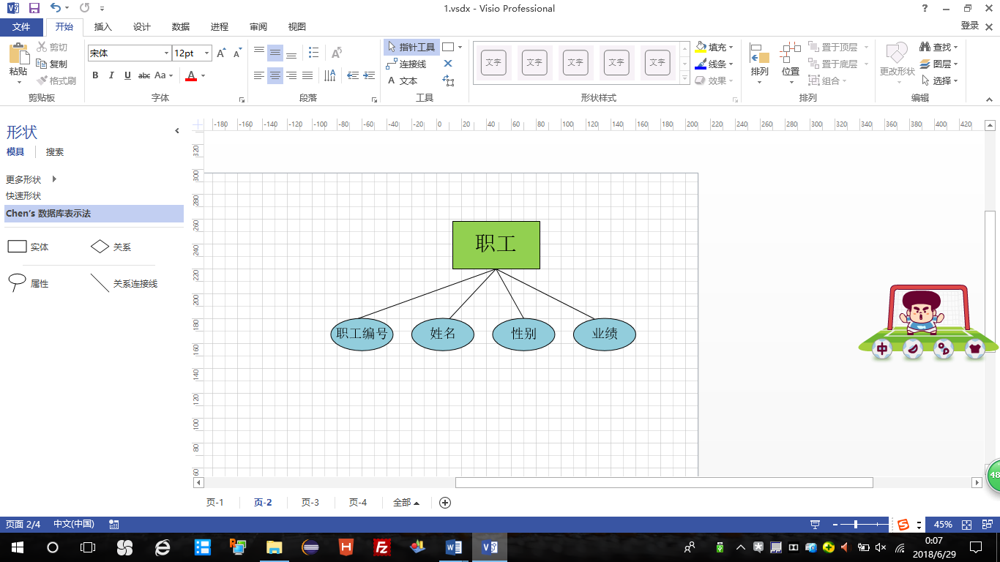 1.vsdx - Visio Professional
文件 开始 插入 设计 数据 进程 审阅 视图 登录
粘贴 剪切 复制 格式刷 剪贴板
宋体 12pt
B I U abc Aa A
字体
段落
指针工具 连接线 A 文本 工具
文字 文字 文字 文字 文字
形状样式
填充 线条 效果
排列 位置 置于顶层 置于底层 组合 排列
更改形状 查找 图层 选择 编辑
形状
模具 搜索
更多形状
快速形状
Chen's 数据库表示法
实体 关系
属性 关系连接线
-180 -160 -140 -120 -100 -80 -60 -40 -20 0 20 40 60 80 100 120 140 160 180 200 220 240 260 280 300 320 340 360 380 400 420
320 300 280 260 240 220 200 180 160 140 120 100 80 60
职工
职工编号 姓名 性别 业绩
中
48
页-1 页-2 页-3 页-4 全部
页面 2/4 中文(中国) 45%
0:07
2018/6/29